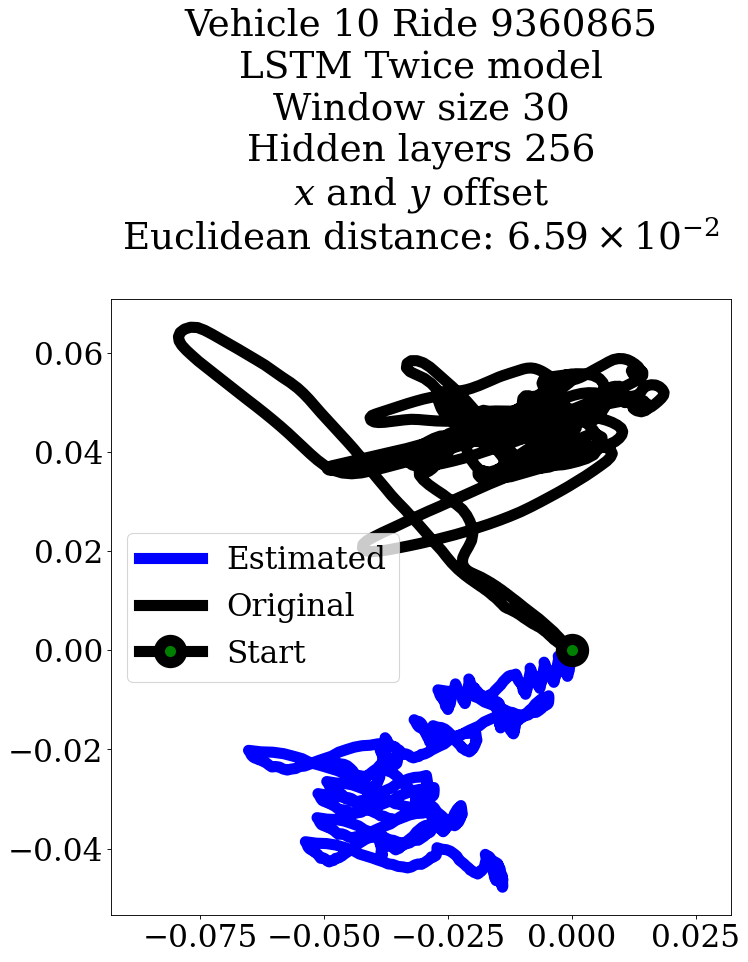 Vehicle 10 Ride 9360865
LSTM Twice model
Window size 30
Hidden layers 256
x and y offset
Euclidean distance: 6.59 × 10⁻²
0.06
0.04
0.02
0.00
−0.02
−0.04
Estimated
Original
Start
−0.075 −0.050 −0.025 0.000 0.025